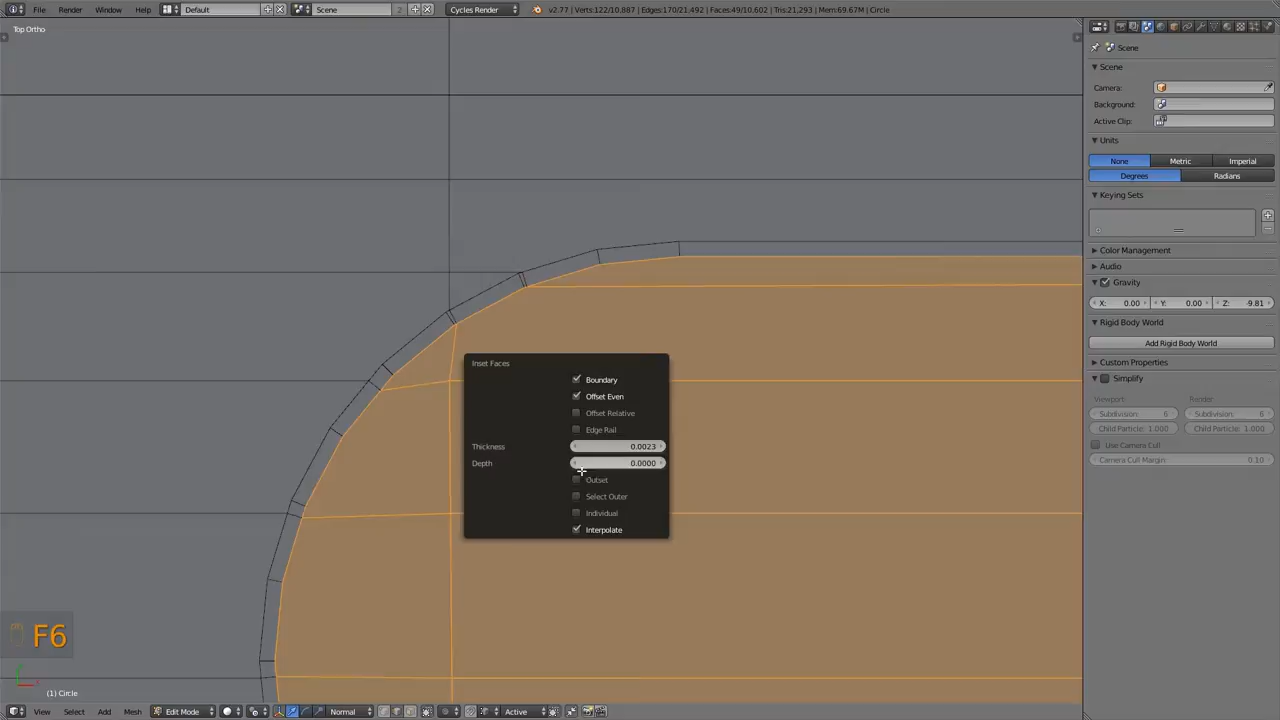 File Render Window Help Default Scene 2 Cycles Render v2.77 | Verts:122/10,887 | Edges:170/21,492 | Faces:49/10,602 | Tris:21,293 | Mem:69.67M | Circle
Top Ortho
Scene
Scene
Camera:
Background:
Active Clip:
Units
None Metric Imperial
Degrees Radians
Keying Sets
Color Management
Audio
Gravity
X: 0.00 Y: 0.00 Z: -9.81
Rigid Body World
Add Rigid Body World
Custom Properties
Simplify
Viewport: Render:
Subdivision: 6 Subdivision: 6
Child Particle: 1.000 Child Particle: 1.000
Use Camera Cull
Camera Cull Margin 0.10
Inset Faces
Boundary
Offset Even
Offset Relative
Edge Rail
Thickness 0.0023
Depth 0.0000
Outset
Select Outer
Individual
Interpolate
F6
(1) Circle
View Select Add Mesh Edit Mode Normal Active